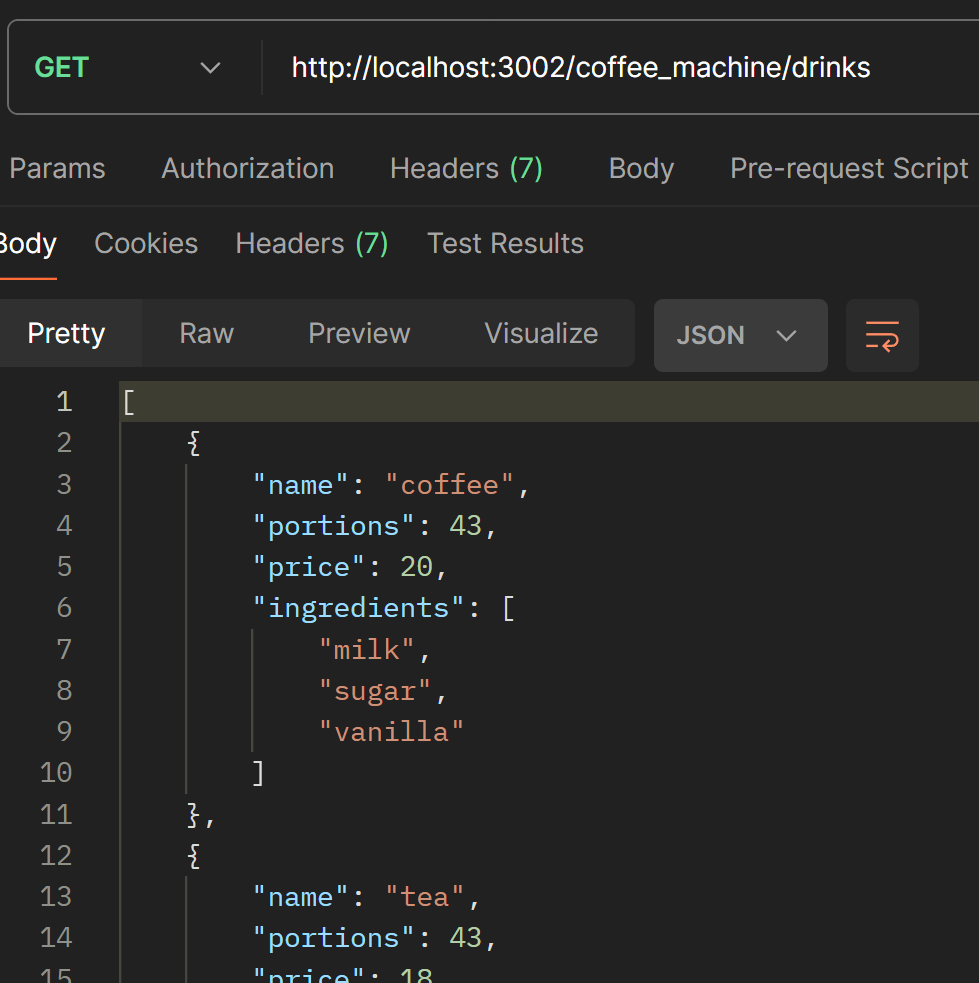 GET http://localhost:3002/coffee_machine/drinks
Params Authorization Headers (7) Body Pre-request Script
Body Cookies Headers (7) Test Results
Pretty Raw Preview Visualize JSON
1 [
2 {
3 "name": "coffee",
4 "portions": 43,
5 "price": 20,
6 "ingredients": [
7 "milk",
8 "sugar",
9 "vanilla"
10 ]
11 },
12 {
13 "name": "tea",
14 "portions": 43,
15 "price": 18